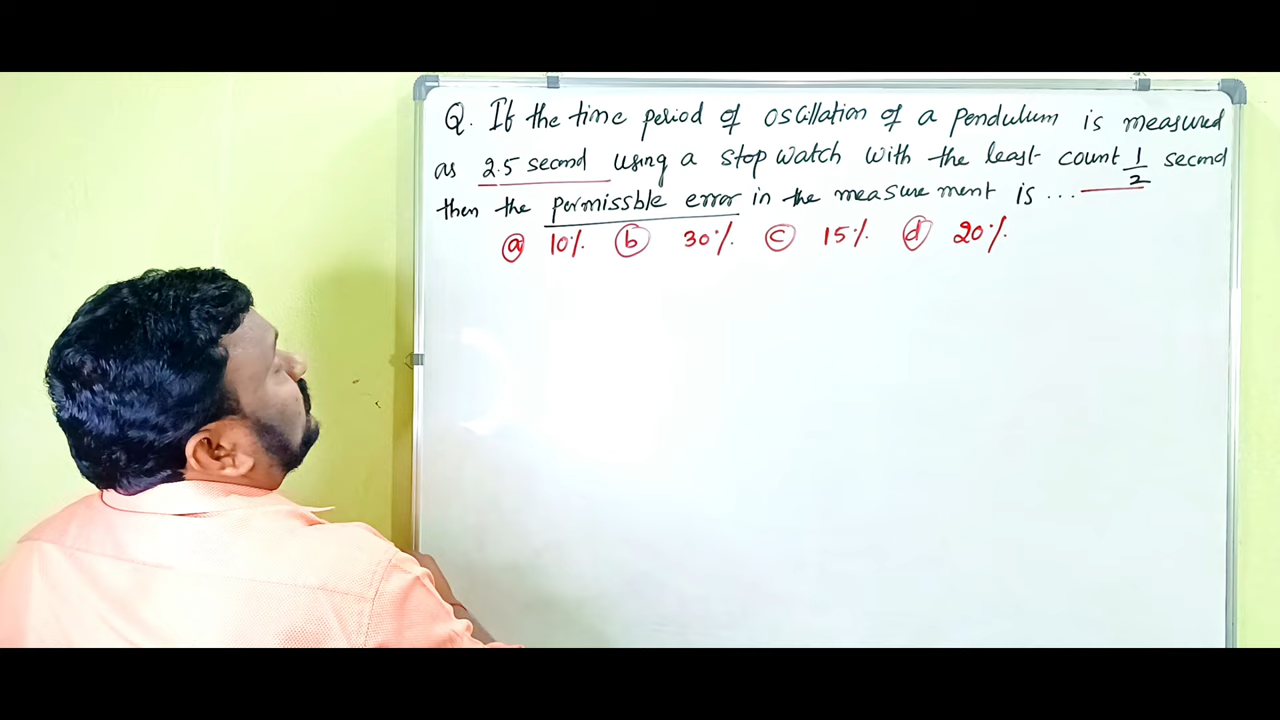 Q. If the time period of oscillation of a pendulum is measured
as 2.5 second using a stop watch with the least count 1/2 second
then the permissble error in the measurement is ...
(a) 10% (b) 30% (c) 15% (d) 20%